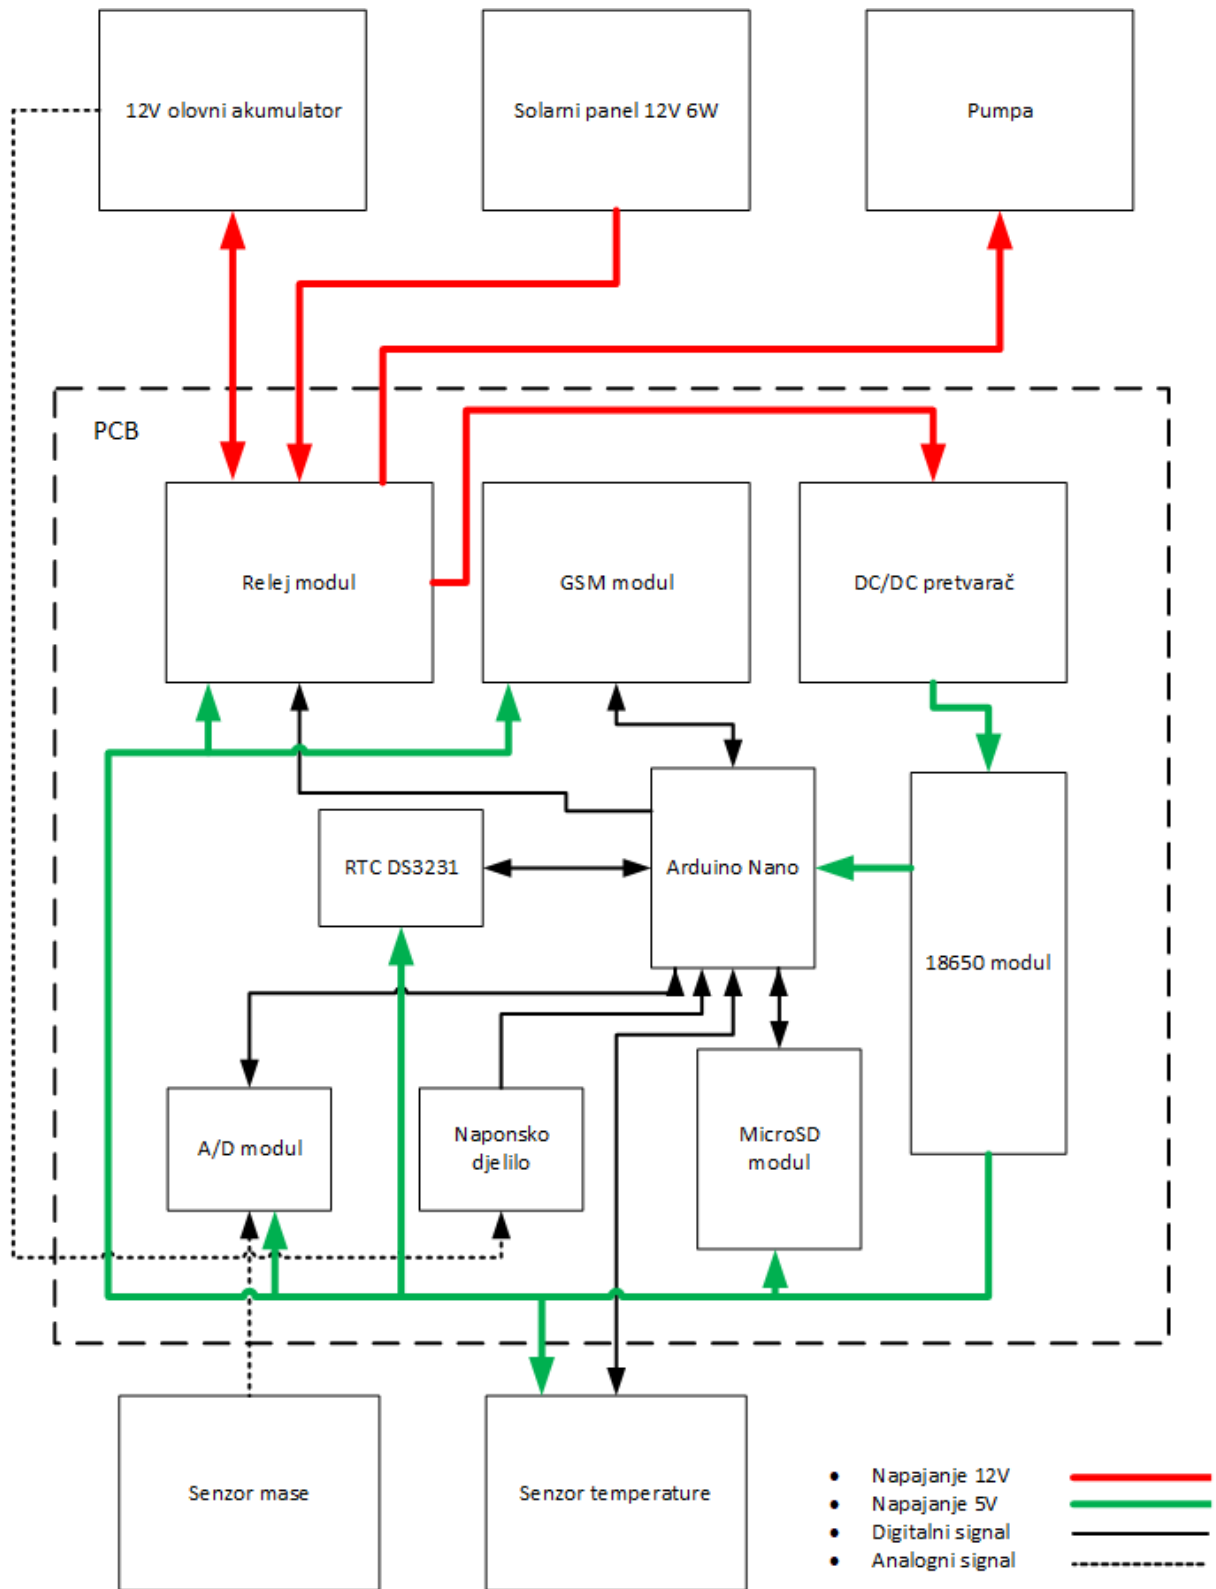 12V olovni akumulator
Solarni panel 12V 6W
Pumpa
PCB
Relej modul
GSM modul
DC/DC pretvarač
RTC DS3231
Arduino Nano
18650 modul
A/D modul
Naponsko
djelilo
MicroSD
modul
Senzor mase
Senzor temperature
• Napajanje 12V
• Napajanje 5V
• Digitalni signal
• Analogni signal